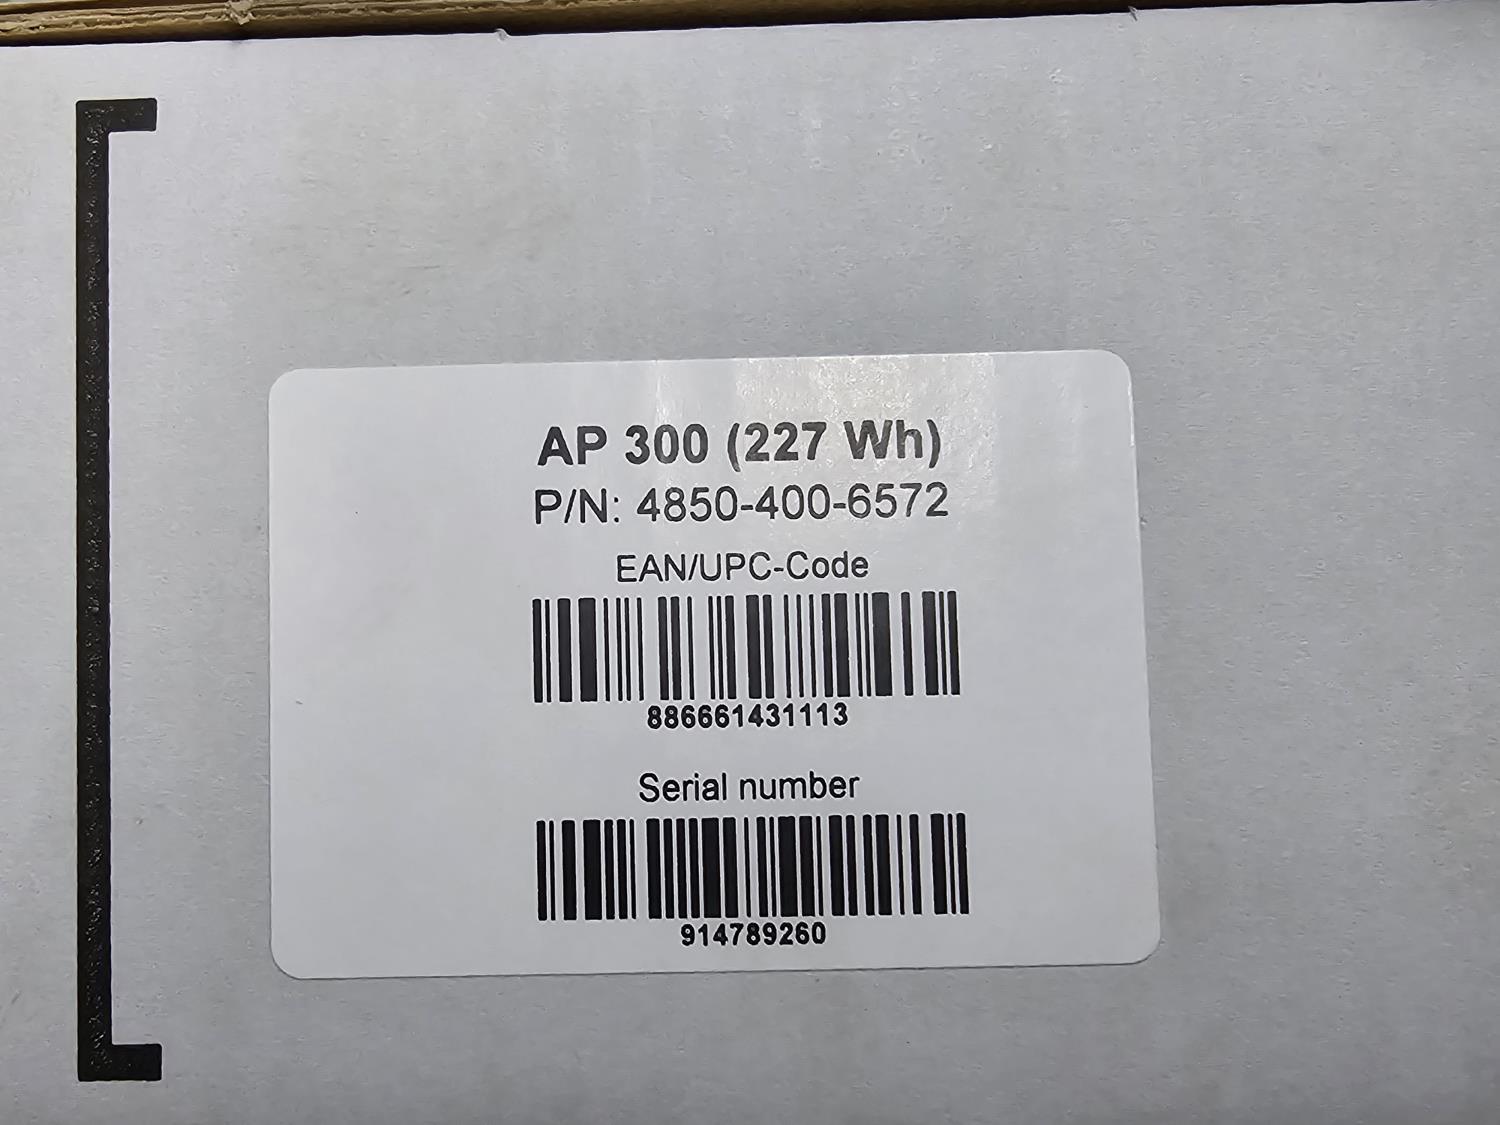 AP 300 (227 Wh)
P/N: 4850-400-6572
EAN/UPC-Code
886661431113
Serial number
914789260